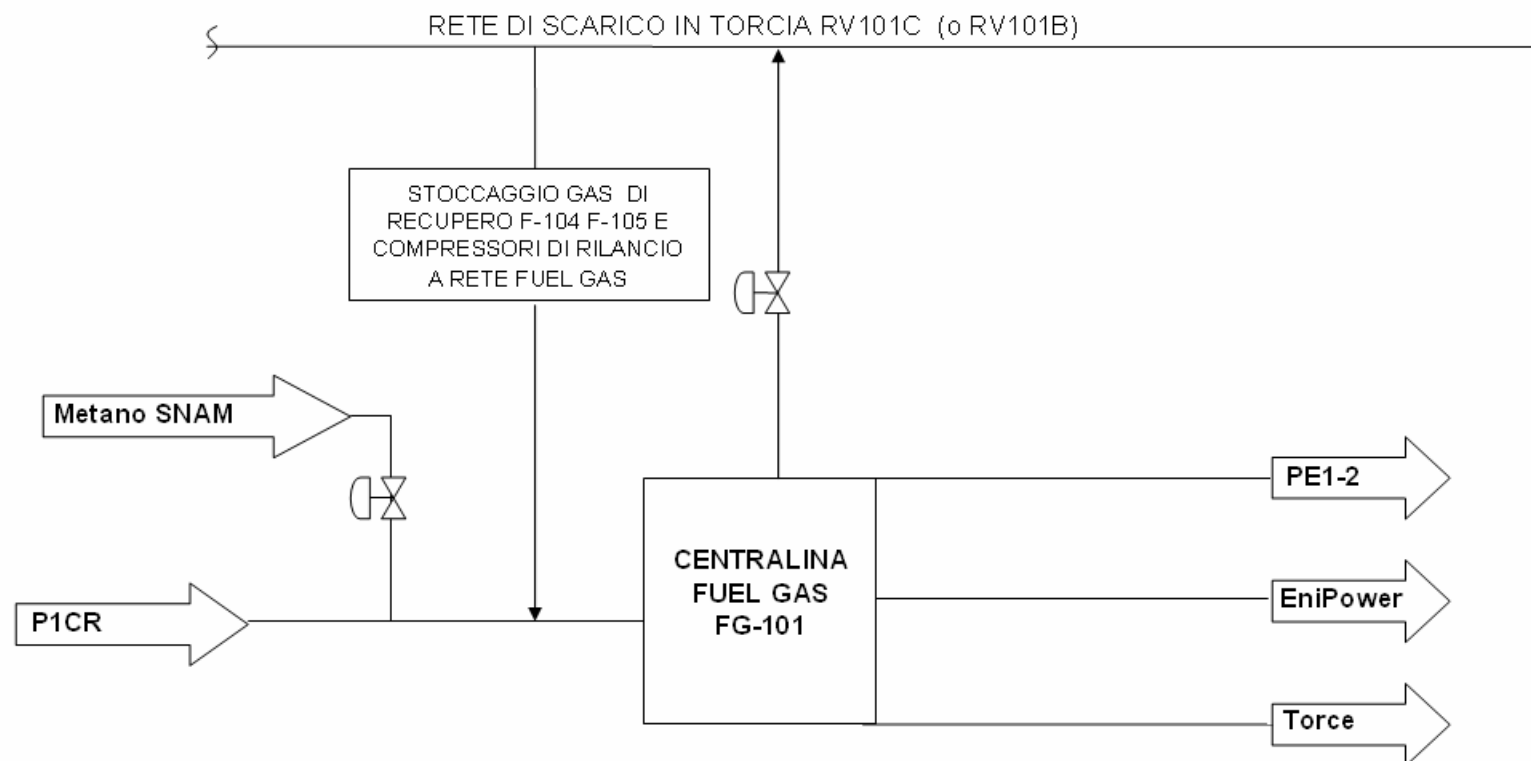 RETE DI SCARICO IN TORCIA RV101C (o RV101B)
STOCCAGGIO GAS DI
RECUPERO F-104 F-105 E
COMPRESSORI DI RILANCIO
A RETE FUEL GAS
Metano SNAM
P1CR
CENTRALINA
FUEL GAS
FG-101
PE1-2
EniPower
Torce